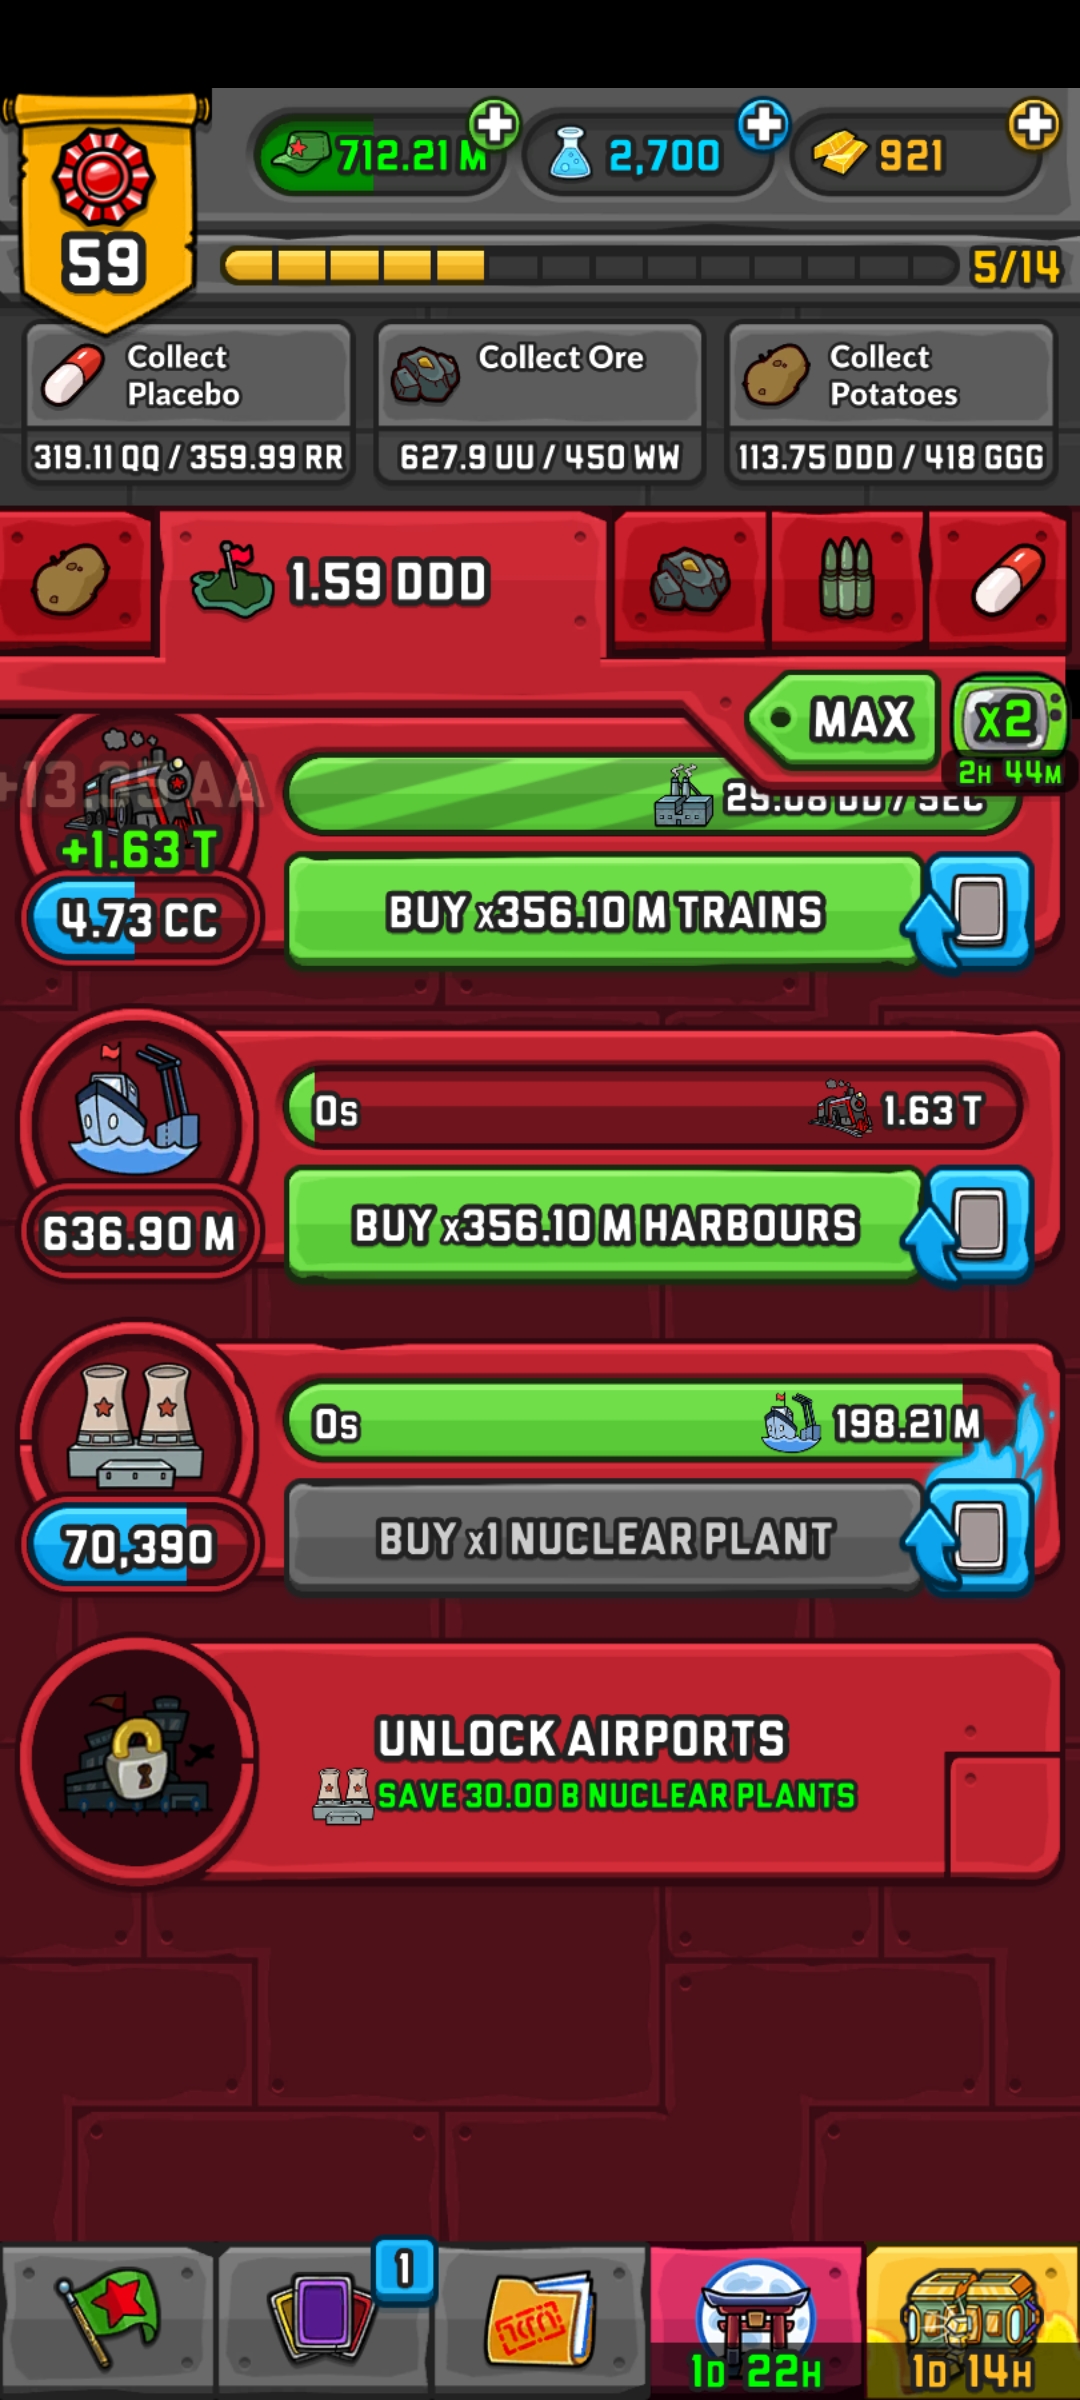 712.21 M
2,700
921
59
5/14
Collect
Placebo
319.11 QQ / 359.99 RR
Collect Ore
627.9 UU / 450 WW
Collect
Potatoes
113.75 DDD / 418 GGG
1.59 DDD
MAX
x2
2H 44M
25.08 DD / SEC
+1.63 T
4.73 CC
BUY x356.10 M TRAINS
0s
1.63 T
636.90 M
BUY x356.10 M HARBOURS
0s
198.21 M
70,390
BUY x1 NUCLEAR PLANT
UNLOCK AIRPORTS
SAVE 30.00 B NUCLEAR PLANTS
1
1D 22H
1D 14H